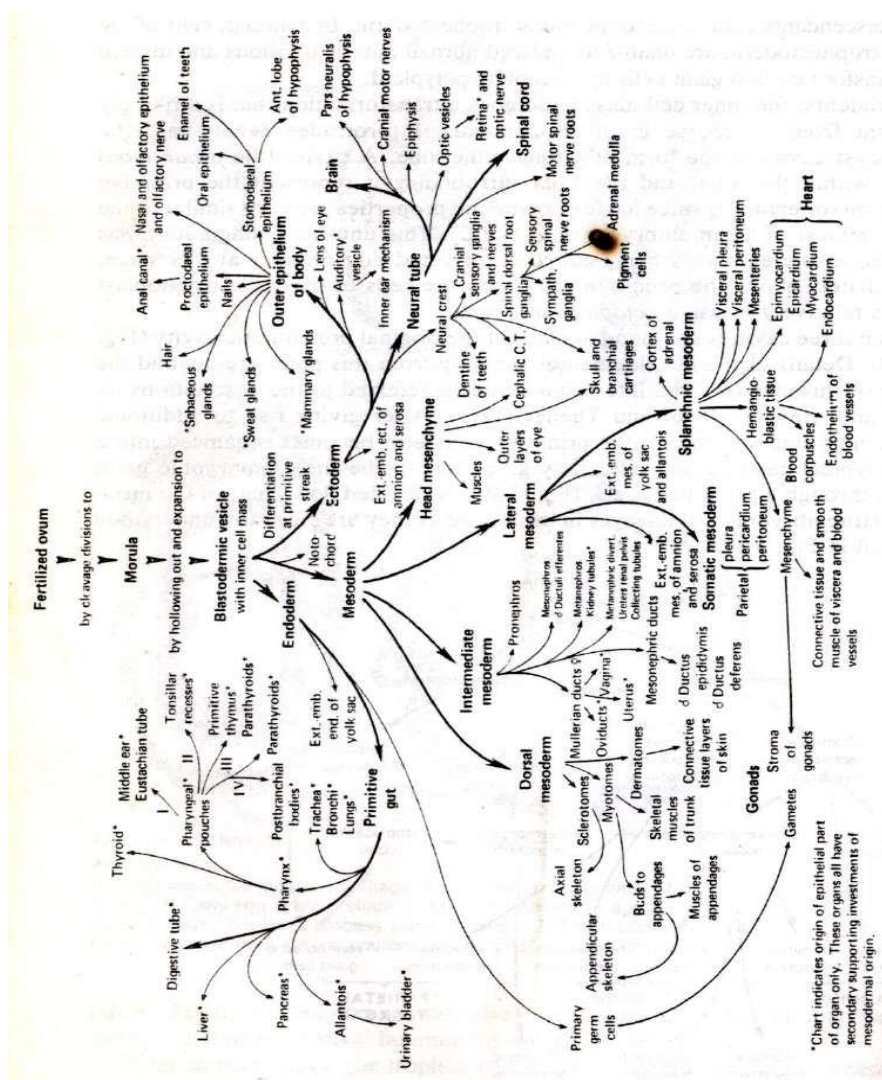 Fertilized ovum
by cleavage divisions to
Morula
by hollowing out and expansion to
Blastodermic vesicle
with inner cell mass
Differentiation
at primitive
streak
Endoderm
Noto-
chord
Ectoderm
Mesoderm
Ext. emb. ect. of
amnion and serosa
Thyroid*
Middle ear*
Eustachian tube
I
Pharyngeal*
pouches
II
Tonsillar
recesses*
III
Primitive
thymus*
Parathyroids*
IV
Parathyroids*
Postbranchial
bodies*
Digestive tube*
Pharynx*
Trachea*
Bronchi*
Lungs*
Ext. emb.
end. of
yolk sac
Primitive
gut
Liver*
Pancreas*
Allantois*
Urinary bladder*
Hair
*Sebaceous
glands
*Sweat glands
*Mammary glands
Anal canal
Proctodaeal
epithelium
Nails
Nasal and olfactory epithelium
and olfactory nerve
Oral epithelium
Enamel of teeth
Stomodaeal
epithelium
Ant. lobe
of hypophysis
Outer epithelium
of body
Lens of eye
Auditory
vesicle
Inner ear mechanism
Brain
Pars neuralis
of hypophysis
Cranial motor nerves
Epiphysis
Optic vesicles
Retina* and
optic nerve
Neural tube
Spinal cord
Motor spinal
nerve roots
Neural crest
Cranial
sensory ganglia
and nerves
Spinal dorsal root
ganglia
Sensory
spinal
nerve roots
Sympath.
ganglia
Adrenal medulla
Pigment
cells
Head mesenchyme
Muscles
Outer
layers
of eye
Dentine
of teeth
Cephalic C.T.
Skull and
branchial
cartilages
Dorsal
mesoderm
Intermediate
mesoderm
Lateral
mesoderm
Pronephros
Mesonephros
♂ Ductuli efferentes
Metanephros
Kidney tubules*
Metanephric divert.
Ureters renal pelvis
Collecting tubules*
Mesonephric ducts
♂ Ductus
epididymis
♂ Ductus
deferens
Mullerian ducts ♀
Oviducts*
Vagina*
Uterus*
Sclerotomes
Axial
skeleton
Myotomes
Dermatomes
Connective
tissue layers
of skin
Skeletal
muscles
of trunk
Buds to
appendages
Muscles of
appendages
Appendicular
skeleton
Ext. emb.
mes. of
yolk sac
and allantois
Ext. emb.
mes. of amnion
and serosa
Somatic mesoderm
Parietal
pleura
pericardium
peritoneum
Splanchnic mesoderm
Cortex of
adrenal
Visceral pleura
Visceral peritoneum
Mesenteries
Epimyocardium
Epicardium
Myocardium
Endocardium
Heart
Hemangio-
blastic tissue
Blood
corpuscles
Endothelium of
blood vessels
Mesenchyme
Connective tissue and smooth
muscle of viscera and blood
vessels
Primary
germ
cells
Gonads
Gametes
Stroma
of
gonads
*Chart indicates origin of epithelial part
of organ only. These organs all have
secondary supporting investments of
mesodermal origin.